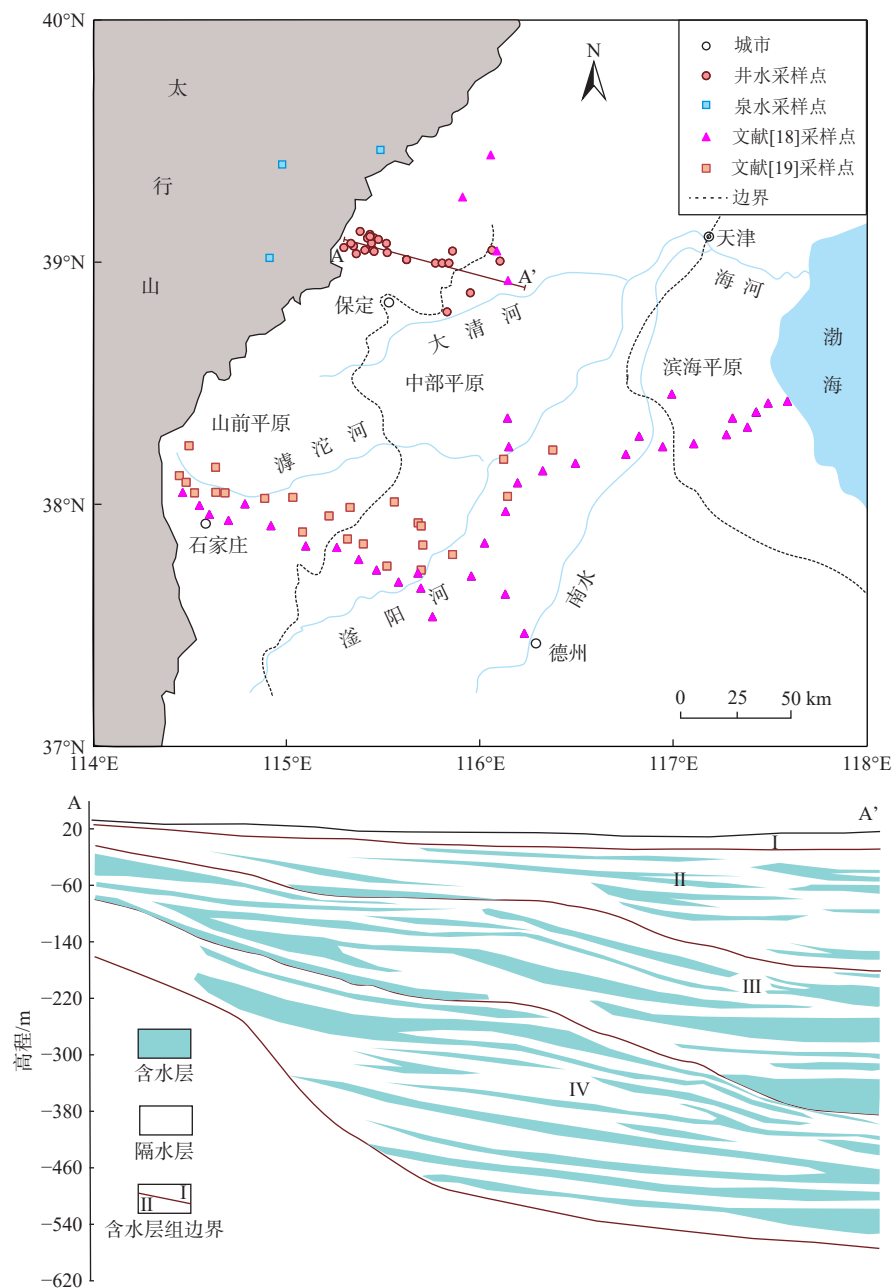 40°N
39°N
38°N
37°N
114°E
115°E
116°E
117°E
118°E
N
城市
井水采样点
泉水采样点
文献[18]采样点
文献[19]采样点
边界
太
行
山
A
A'
保定
天津
海河
大清河
渤
海
中部平原
滨海平原
山前平原
滹沱河
石家庄
滏阳河
南水
德州
0 25 50 km
A
A'
20
−60
−140
−220
−300
−380
−460
−540
−620
高程/m
I
II
III
IV
含水层
隔水层
I
II
含水层组边界